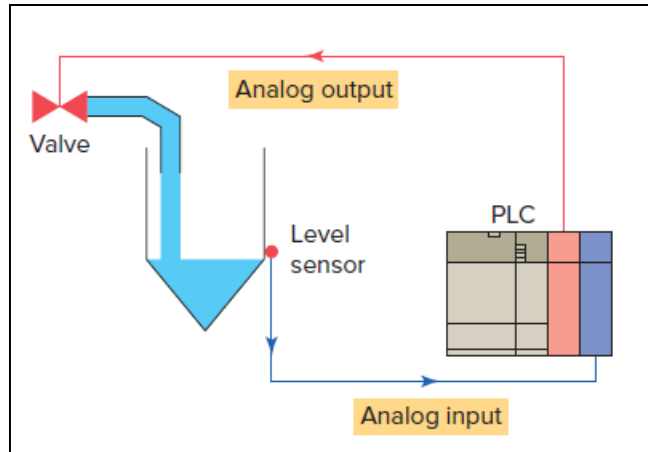 Analog output
Valve
PLC
Level
sensor
Analog input